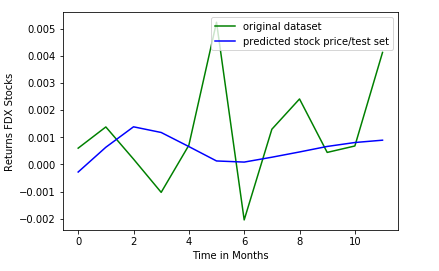 original dataset
predicted stock price/test set
0.005
0.004
0.003
0.002
0.001
0.000
−0.001
−0.002
Returns FDX Stocks
0 2 4 6 8 10
Time in Months